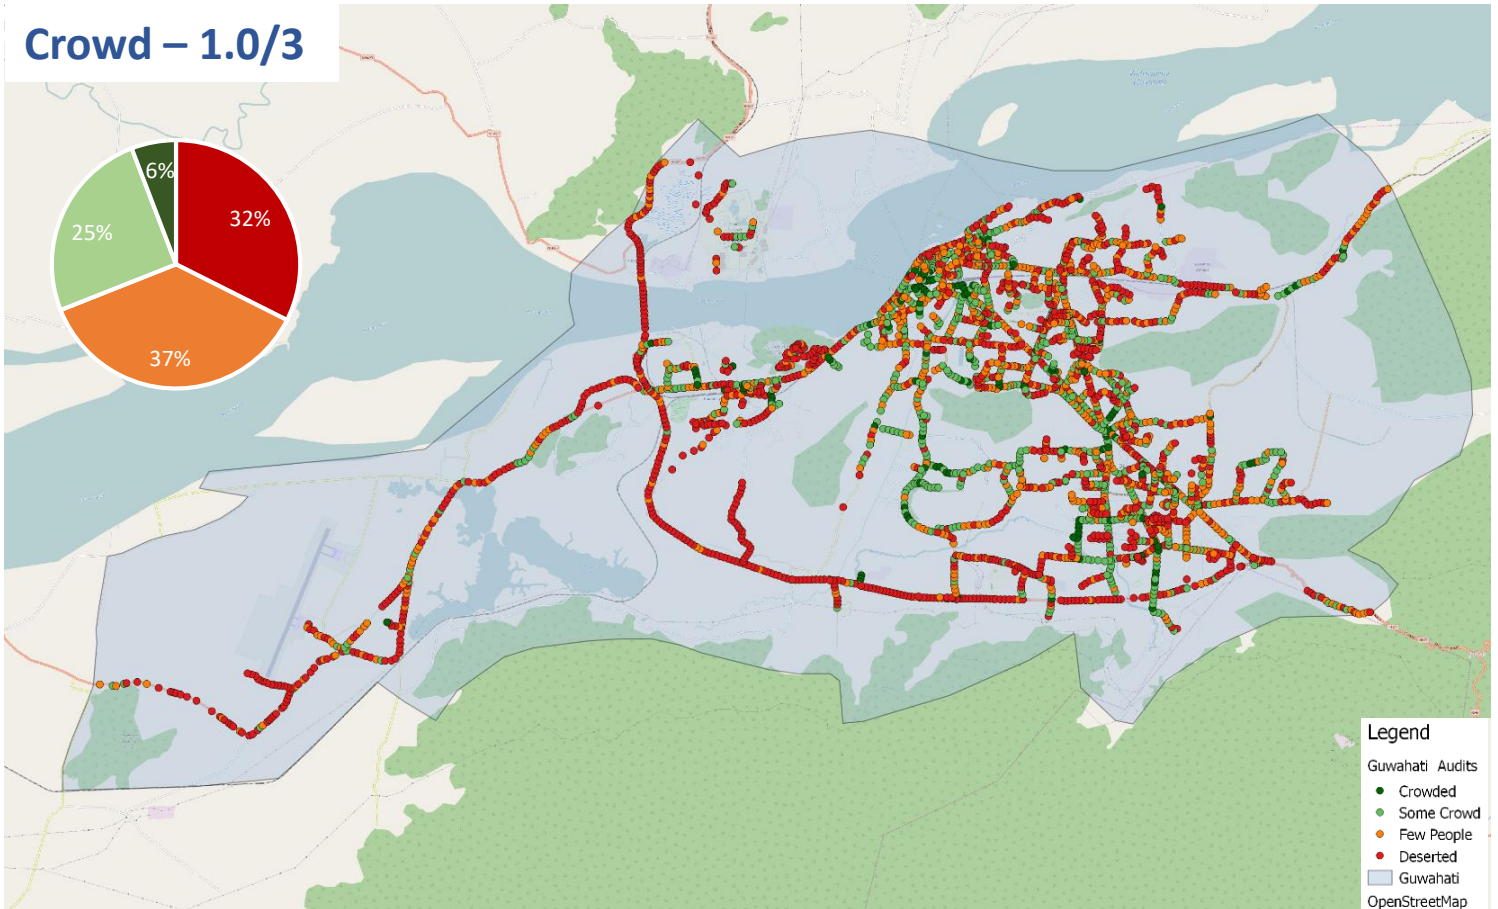 Crowd – 1.0/3
6%
32%
25%
37%
Legend
Guwahati Audits
Crowded
Some Crowd
Few People
Deserted
Guwahati
OpenStreetMap